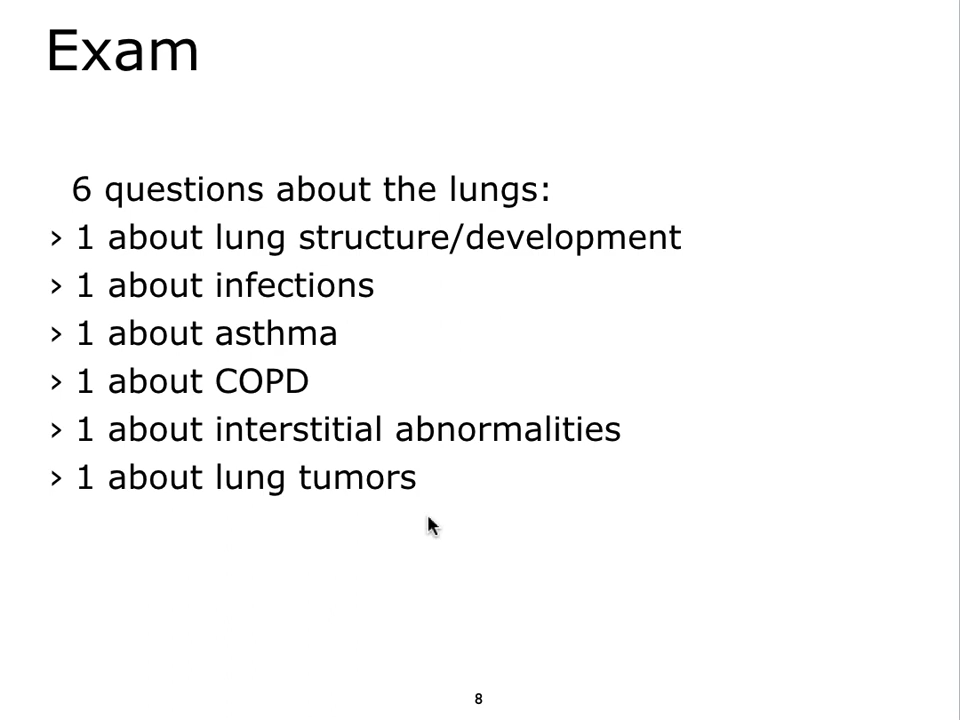 Exam
6 questions about the lungs:
› 1 about lung structure/development
› 1 about infections
› 1 about asthma
› 1 about COPD
› 1 about interstitial abnormalities
› 1 about lung tumors
8